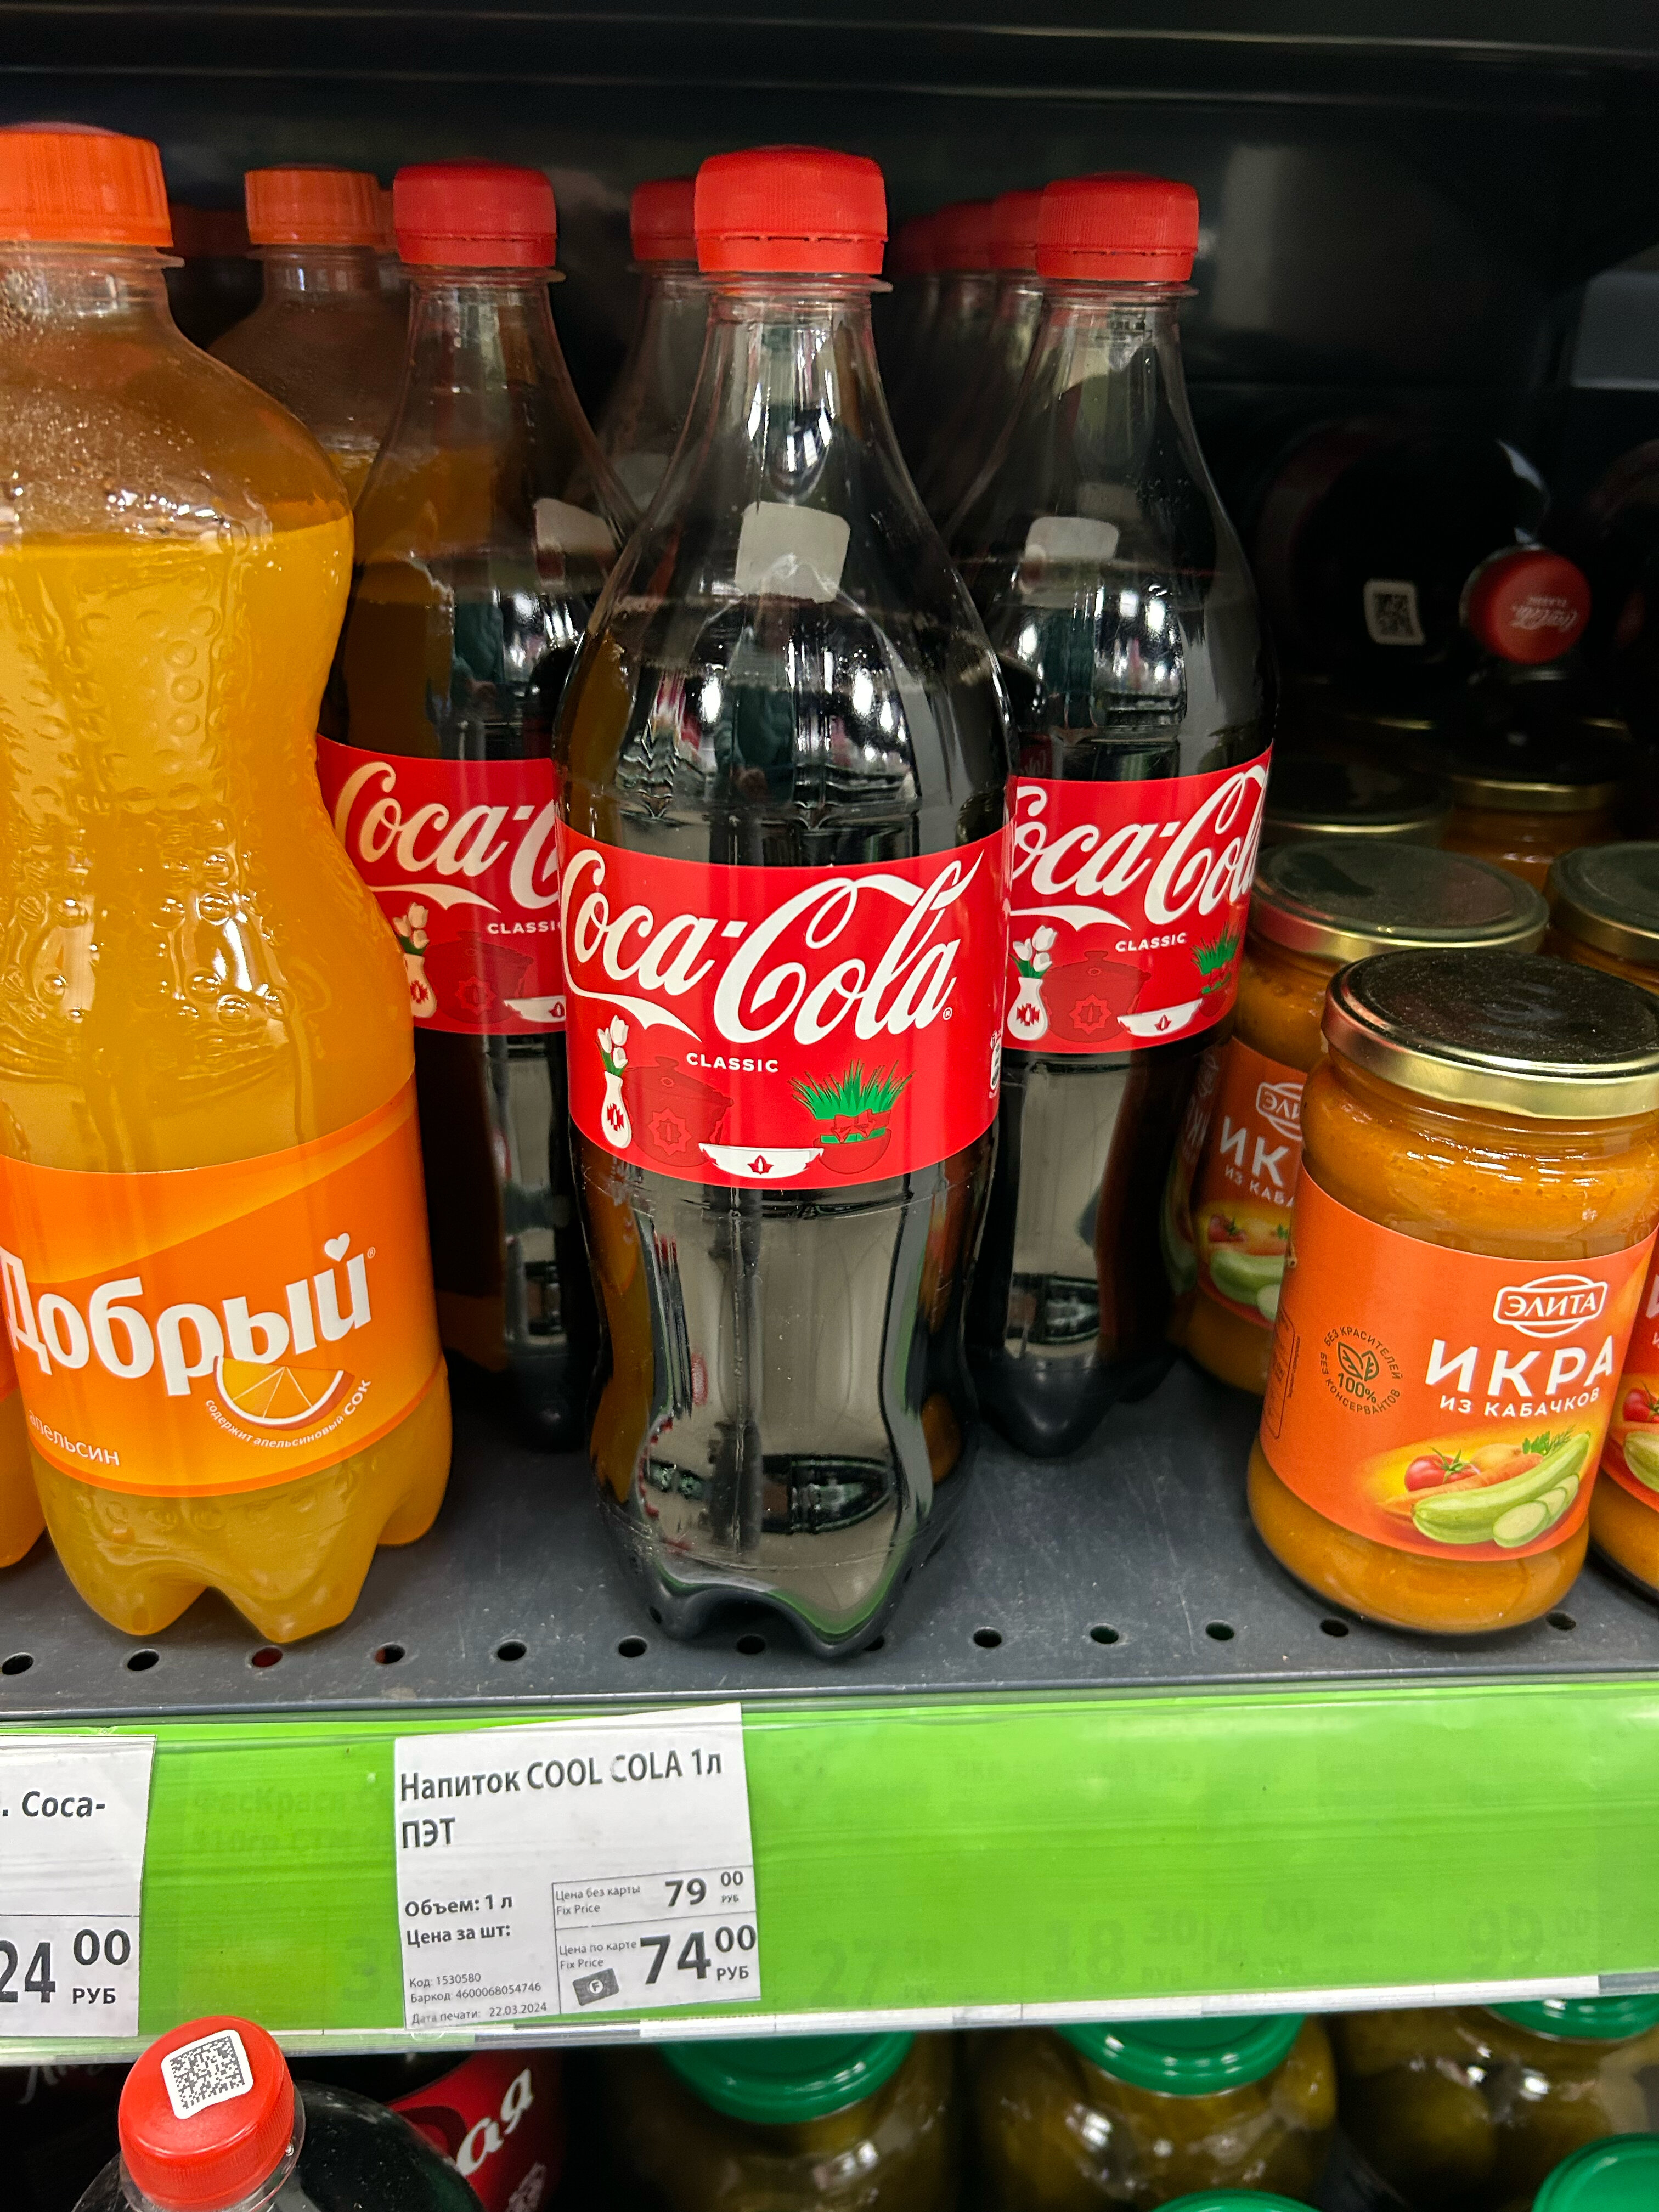 Coca-Cola
CLASSIC
Coca-Cola®
CLASSIC
Coca-Cola
CLASSIC
Добрый®
содержит апельсиновый сок
апельсин
ЭЛИТА
ИКРА
ИЗ КАБАЧКОВ
БЕЗ КРАСИТЕЛЕЙ
100%
БЕЗ КОНСЕРВАНТОВ
. Coca-
24 00
РУБ
Напиток COOL COLA 1л
ПЭТ
Объем: 1 л
Цена за шт:
Цена без карты
Fix Price
79 00
РУБ
Цена по карте
Fix Price
74 00
РУБ
Код: 1530580
Баркод: 4600068054746
Дата печати: 22.03.2024